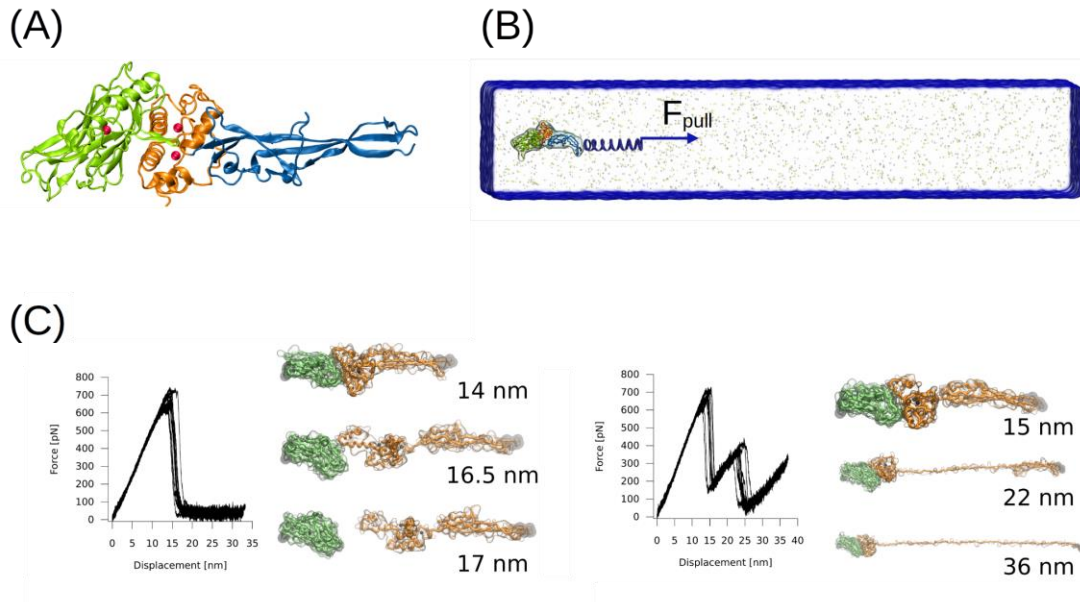 (A)
(B)
Fpull
(C)
800
700
600
500
400
300
200
100
0
Force [pN]
0 5 10 15 20 25 30 35
Displacement [nm]
14 nm
16.5 nm
17 nm
800
700
600
500
400
300
200
100
0
Force [pN]
0 5 10 15 20 25 30 35 40
Displacement [nm]
15 nm
22 nm
36 nm